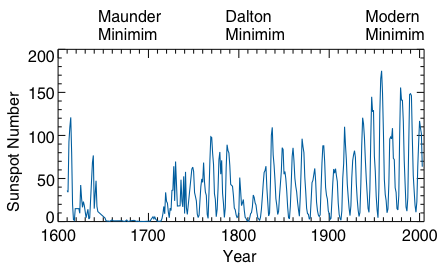 Maunder Dalton Modern
Minimim Minimim Minimim
200
150
100
50
0
Sunspot Number
1600 1700 1800 1900 2000
Year